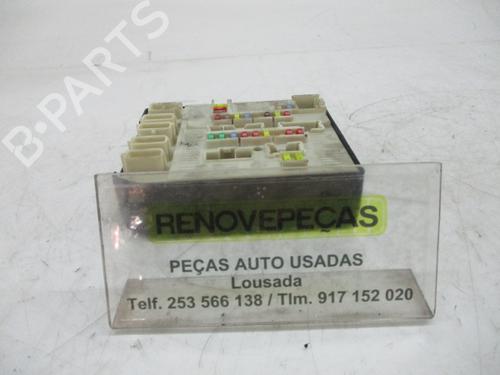 B-PARTS
RENOVEPEÇAS
PEÇAS AUTO USADAS
Lousada
Telf. 253 566 138 / Tlm. 917 152 020